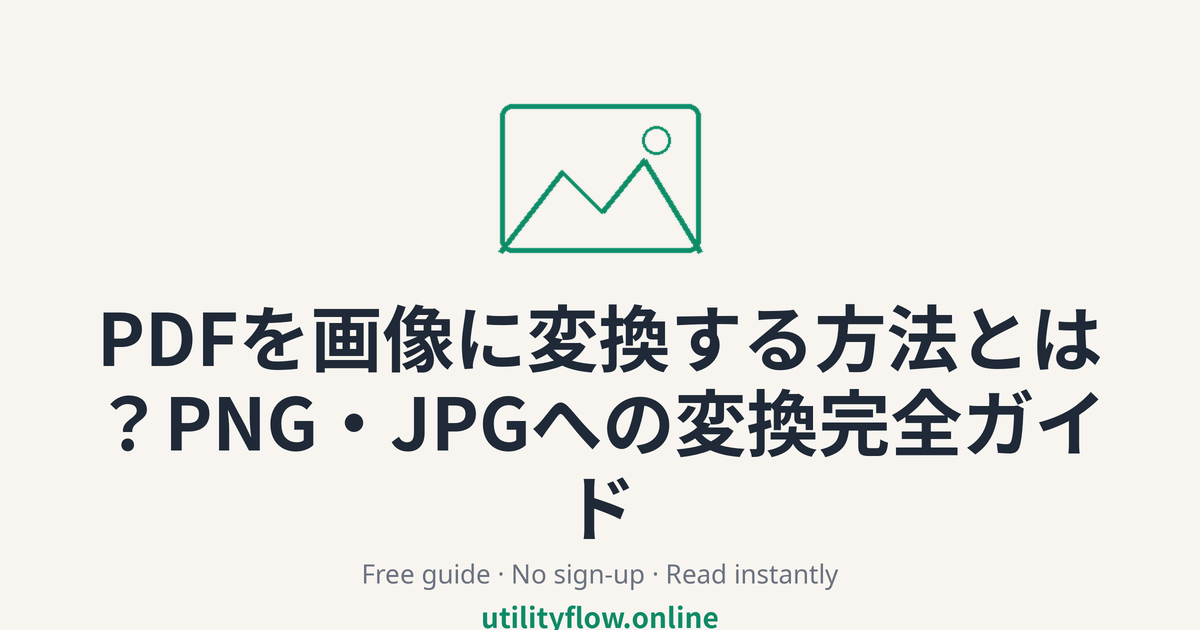 PDFを画像に変換する方法とは
？PNG・JPGへの変換完全ガイ
ド
Free guide · No sign-up · Read instantly
utilityflow.online